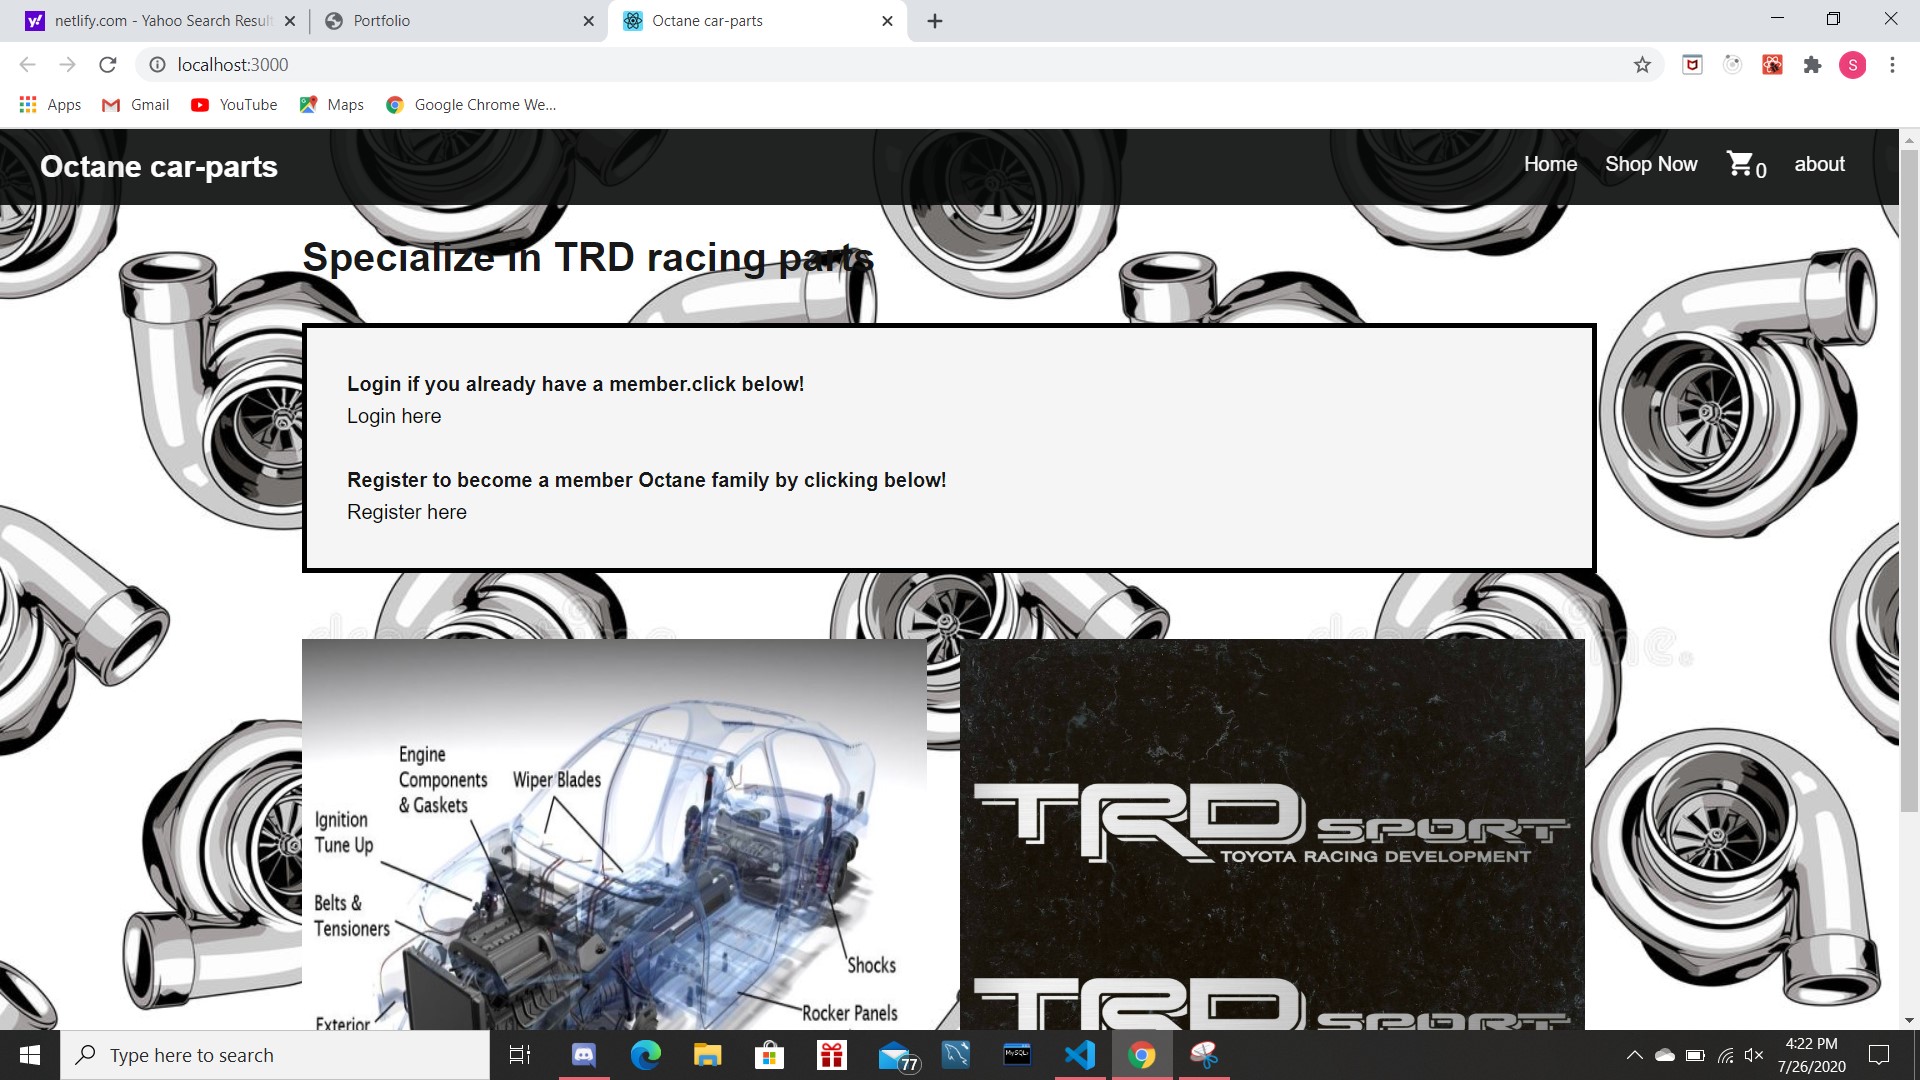 netlify.com - Yahoo Search Result
Portfolio
Octane car-parts
localhost:3000
S
Apps
Gmail
YouTube
Maps
Google Chrome We...
Octane car-parts
Home
Shop Now
0
about
Specialize in TRD racing parts
Login if you already have a member.click below!
Login here
Register to become a member Octane family by clicking below!
Register here
Engine
Components
& Gaskets
Wiper Blades
Ignition
Tune Up
Belts &
Tensioners
Shocks
Rocker Panels
Exterior
TRD SPORT
TOYOTA RACING DEVELOPMENT
TRD SPORT
Type here to search
77
MySQL
4:22 PM
7/26/2020